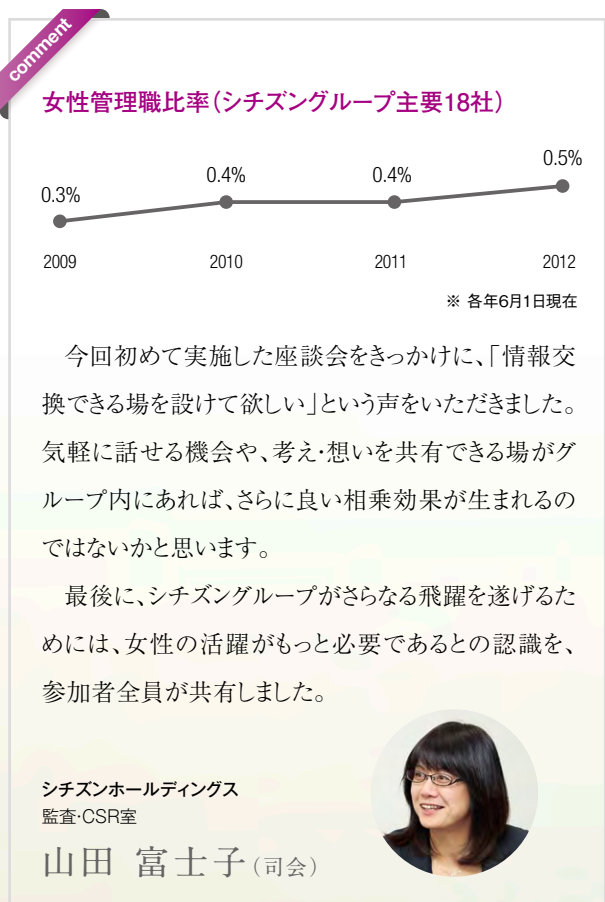 comment
女性管理職比率(シチズングループ主要18社)
0.3% 0.4% 0.4% 0.5%
2009 2010 2011 2012
※ 各年6月1日現在
今回初めて実施した座談会をきっかけに、「情報交
換できる場を設けて欲しい」という声をいただきました。
気軽に話せる機会や、考え・想いを共有できる場がグ
ループ内にあれば、さらに良い相乗効果が生まれるの
ではないかと思います。
最後に、シチズングループがさらなる飛躍を遂げるた
めには、女性の活躍がもっと必要であるとの認識を、
参加者全員が共有しました。
シチズンホールディングス
監査・CSR室
山田 富士子(司会)